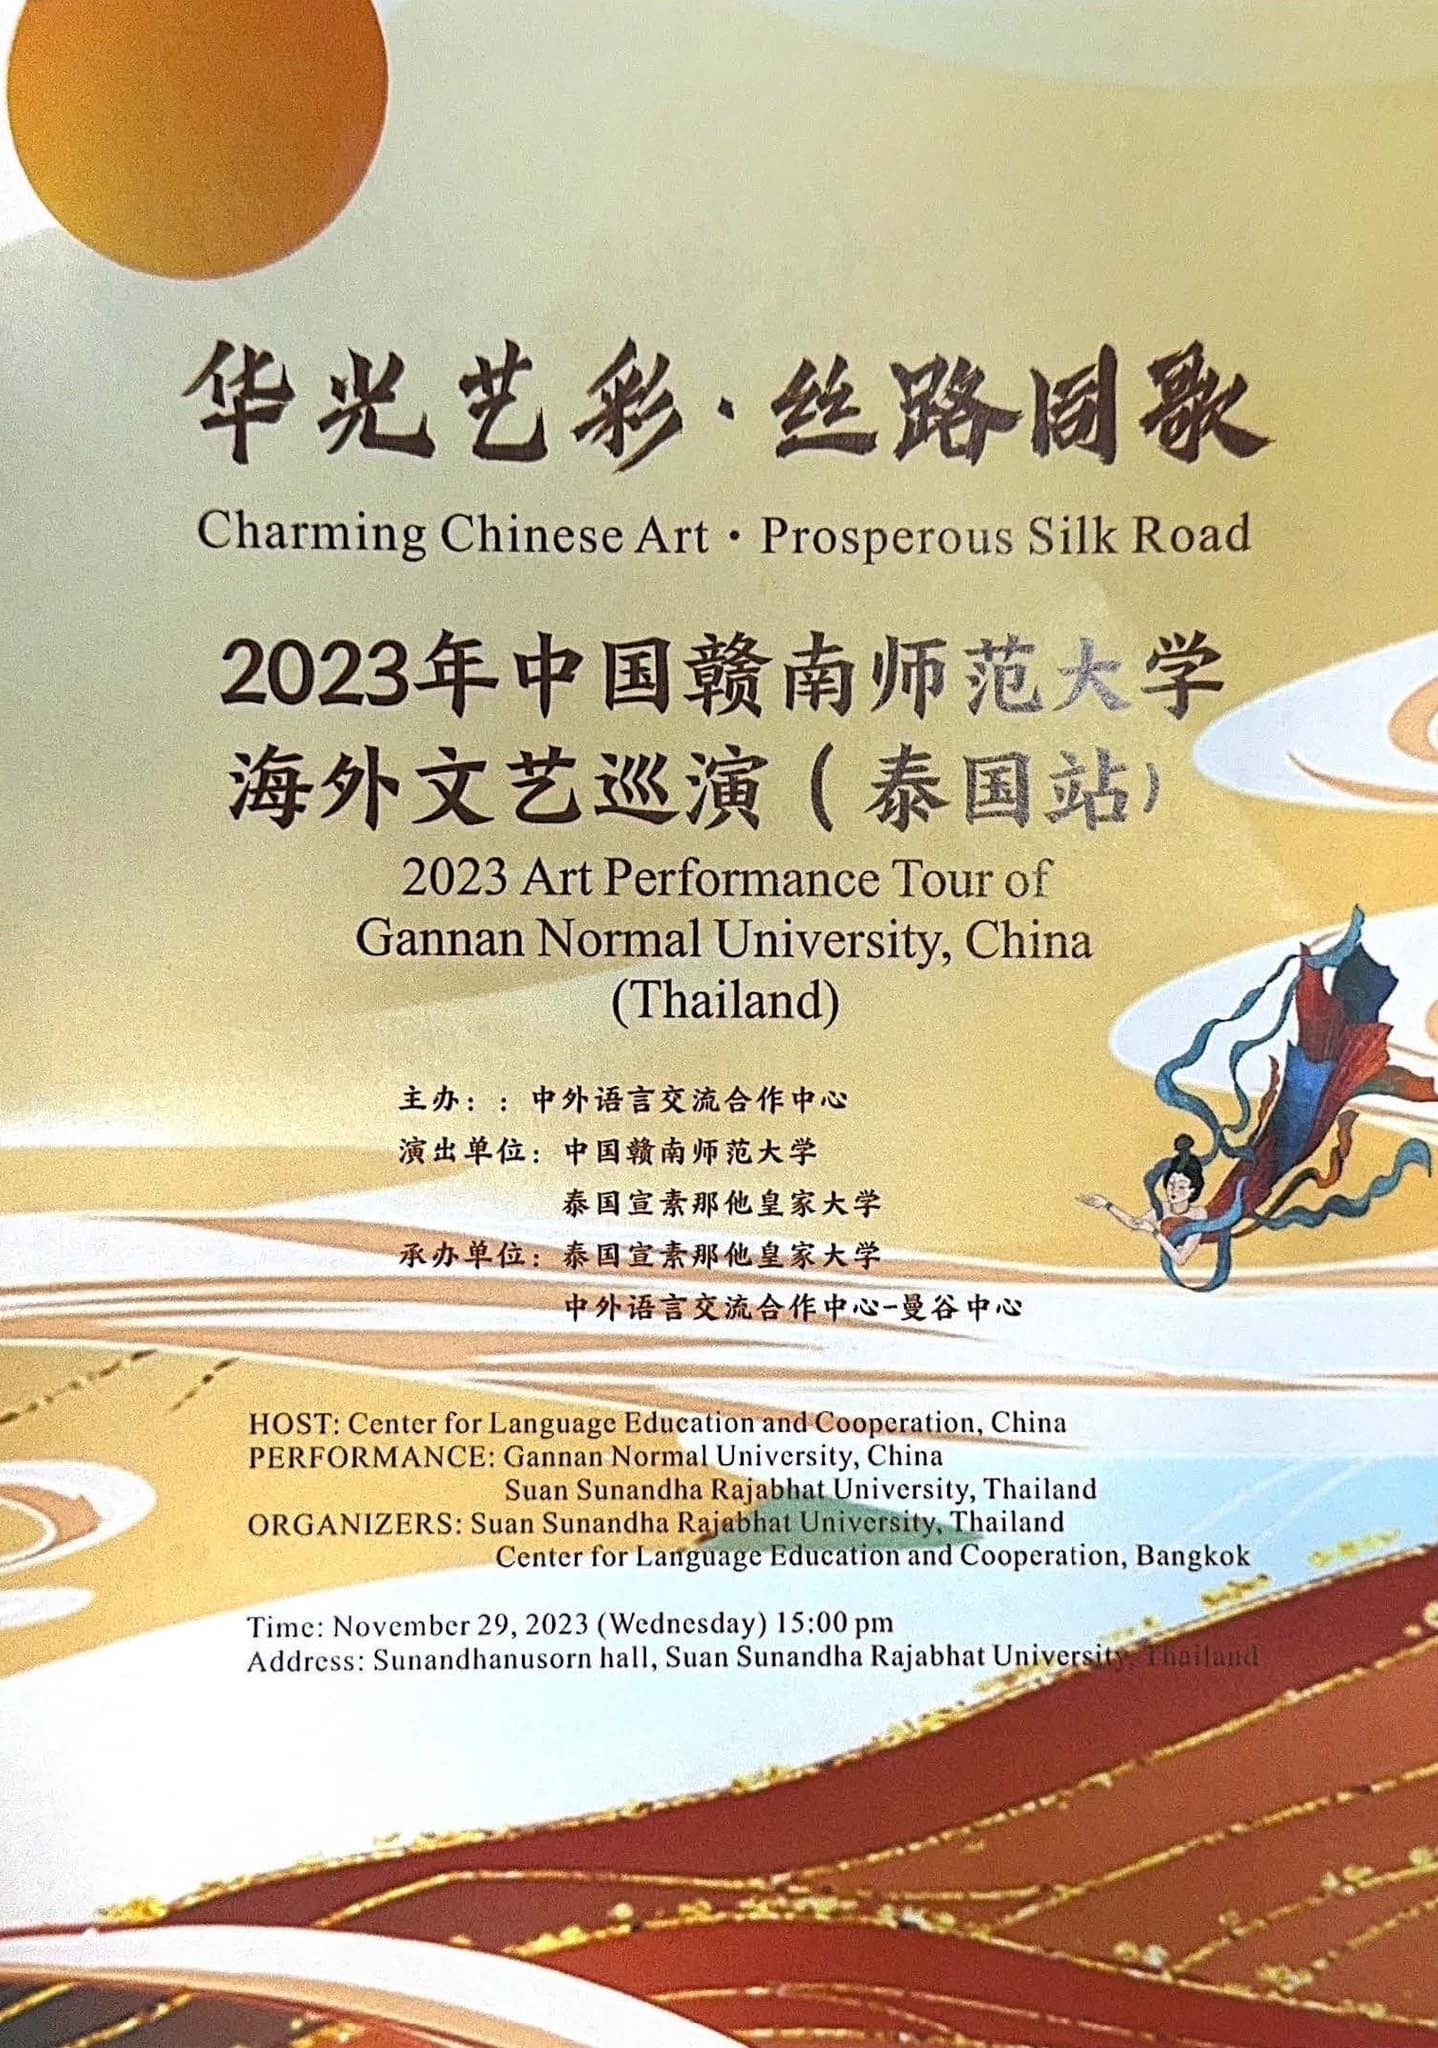 华光艺彩·丝路同歌
Charming Chinese Art · Prosperous Silk Road
2023年中国赣南师范大学
海外文艺巡演（泰国站）
2023 Art Performance Tour of
Gannan Normal University, China
(Thailand)
主办：：中外语言交流合作中心
演出单位：中国赣南师范大学
泰国宣素那他皇家大学
承办单位：泰国宣素那他皇家大学
中外语言交流合作中心-曼谷中心
HOST: Center for Language Education and Cooperation, China
PERFORMANCE: Gannan Normal University, China
Suan Sunandha Rajabhat University, Thailand
ORGANIZERS: Suan Sunandha Rajabhat University, Thailand
Center for Language Education and Cooperation, Bangkok
Time: November 29, 2023 (Wednesday) 15:00 pm
Address: Sunandhanusorn hall, Suan Sunandha Rajabhat University, Thailand